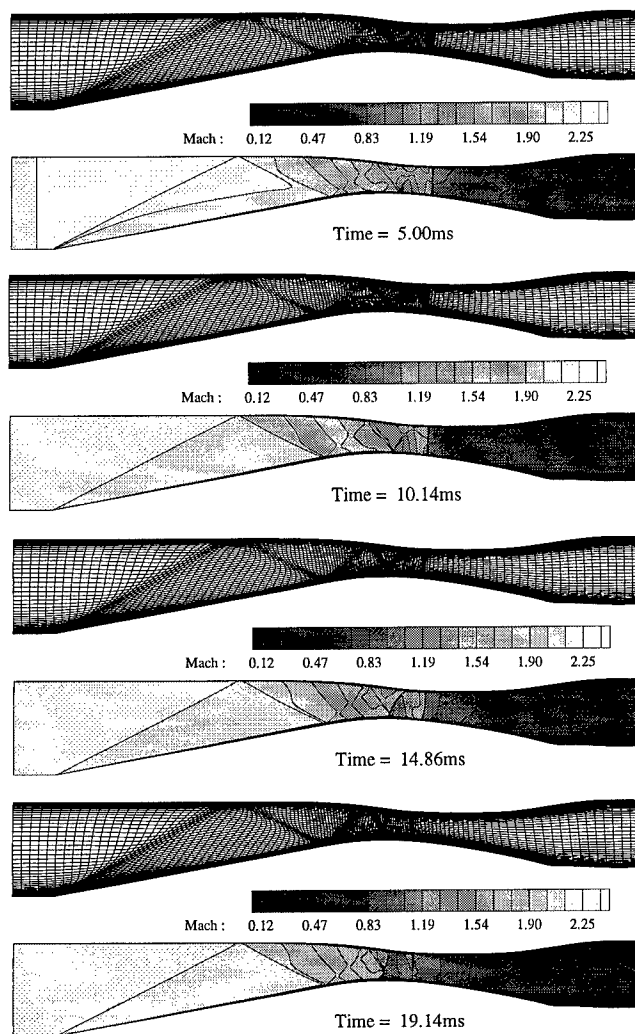 Mach : 0.12 0.47 0.83 1.19 1.54 1.90 2.25
Time = 5.00ms
Mach : 0.12 0.47 0.83 1.19 1.54 1.90 2.25
Time = 10.14ms
Mach : 0.12 0.47 0.83 1.19 1.54 1.90 2.25
Time = 14.86ms
Mach : 0.12 0.47 0.83 1.19 1.54 1.90 2.25
Time = 19.14ms